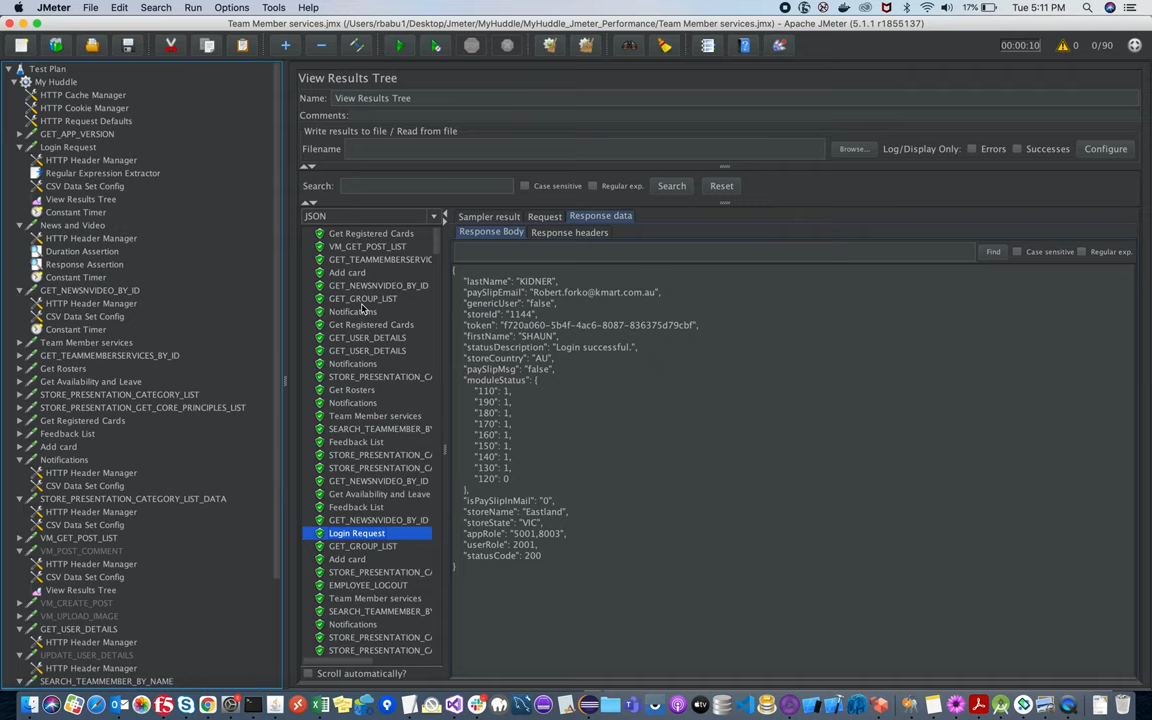 JMeter File Edit Search Run Options Tools Help 17% Tue 5:11 PM
Team Member services.jmx (/Users/rbabu1/Desktop/Jmeter/MyHuddle/MyHuddle_Jmeter_Performance/Team Member services.jmx) - Apache JMeter (5.1.1 r1855137)
00:00:10 0 0/90
Test Plan
My Huddle
HTTP Cache Manager
HTTP Cookie Manager
HTTP Request Defaults
GET_APP_VERSION
Login Request
HTTP Header Manager
Regular Expression Extractor
CSV Data Set Config
View Results Tree
Constant Timer
News and Video
HTTP Header Manager
Duration Assertion
Response Assertion
Constant Timer
GET_NEWSNVIDEO_BY_ID
HTTP Header Manager
CSV Data Set Config
Constant Timer
Team Member services
GET_TEAMMEMBERSERVICES_BY_ID
Get Rosters
Get Availability and Leave
STORE_PRESENTATION_CATEGORY_LIST
STORE_PRESENTATION_GET_CORE_PRINCIPLES_LIST
Get Registered Cards
Feedback List
Add card
Notifications
HTTP Header Manager
CSV Data Set Config
STORE_PRESENTATION_CATEGORY_LIST_DATA
HTTP Header Manager
CSV Data Set Config
VM_GET_POST_LIST
VM_POST_COMMENT
HTTP Header Manager
CSV Data Set Config
View Results Tree
VM_CREATE_POST
VM_UPLOAD_IMAGE
GET_USER_DETAILS
HTTP Header Manager
UPDATE_USER_DETAILS
HTTP Header Manager
SEARCH_TEAMMEMBER_BY_NAME
View Results Tree
Name: View Results Tree
Comments:
Write results to file / Read from file
Filename Browse... Log/Display Only: Errors Successes Configure
Search: Case sensitive Regular exp. Search Reset
JSON
Get Registered Cards
VM_GET_POST_LIST
GET_TEAMMEMBERSERVIC
Add card
GET_NEWSNVIDEO_BY_ID
GET_GROUP_LIST
Notifications
Get Registered Cards
GET_USER_DETAILS
GET_USER_DETAILS
Notifications
STORE_PRESENTATION_CA
Get Rosters
Notifications
Team Member services
SEARCH_TEAMMEMBER_BY
Feedback List
STORE_PRESENTATION_CA
STORE_PRESENTATION_CA
GET_NEWSNVIDEO_BY_ID
Get Availability and Leave
Feedback List
GET_NEWSNVIDEO_BY_ID
Login Request
GET_GROUP_LIST
Add card
STORE_PRESENTATION_CA
EMPLOYEE_LOGOUT
Team Member services
SEARCH_TEAMMEMBER_BY
Notifications
STORE_PRESENTATION_CA
STORE_PRESENTATION_CA
Scroll automatically?
Sampler result Request Response data
Response Body Response headers
Find Case sensitive Regular exp.
{
"lastName": "KIDNER",
"paySlipEmail": "Robert.forko@kmart.com.au",
"genericUser": "false",
"storeId": "1144",
"token": "f720a060-5b4f-4ac6-8087-836375d79cbf",
"firstName": "SHAUN",
"statusDescription": "Login successful.",
"storeCountry": "AU",
"paySlipMsg": "false",
"moduleStatus": {
"110": 1,
"190": 1,
"180": 1,
"170": 1,
"160": 1,
"150": 1,
"140": 1,
"130": 1,
"120": 0
},
"isPaySlipInMail": "0",
"storeName": "Eastland",
"storeState": "VIC",
"appRole": "5001,8003",
"userRole": 2001,
"statusCode": 200
}